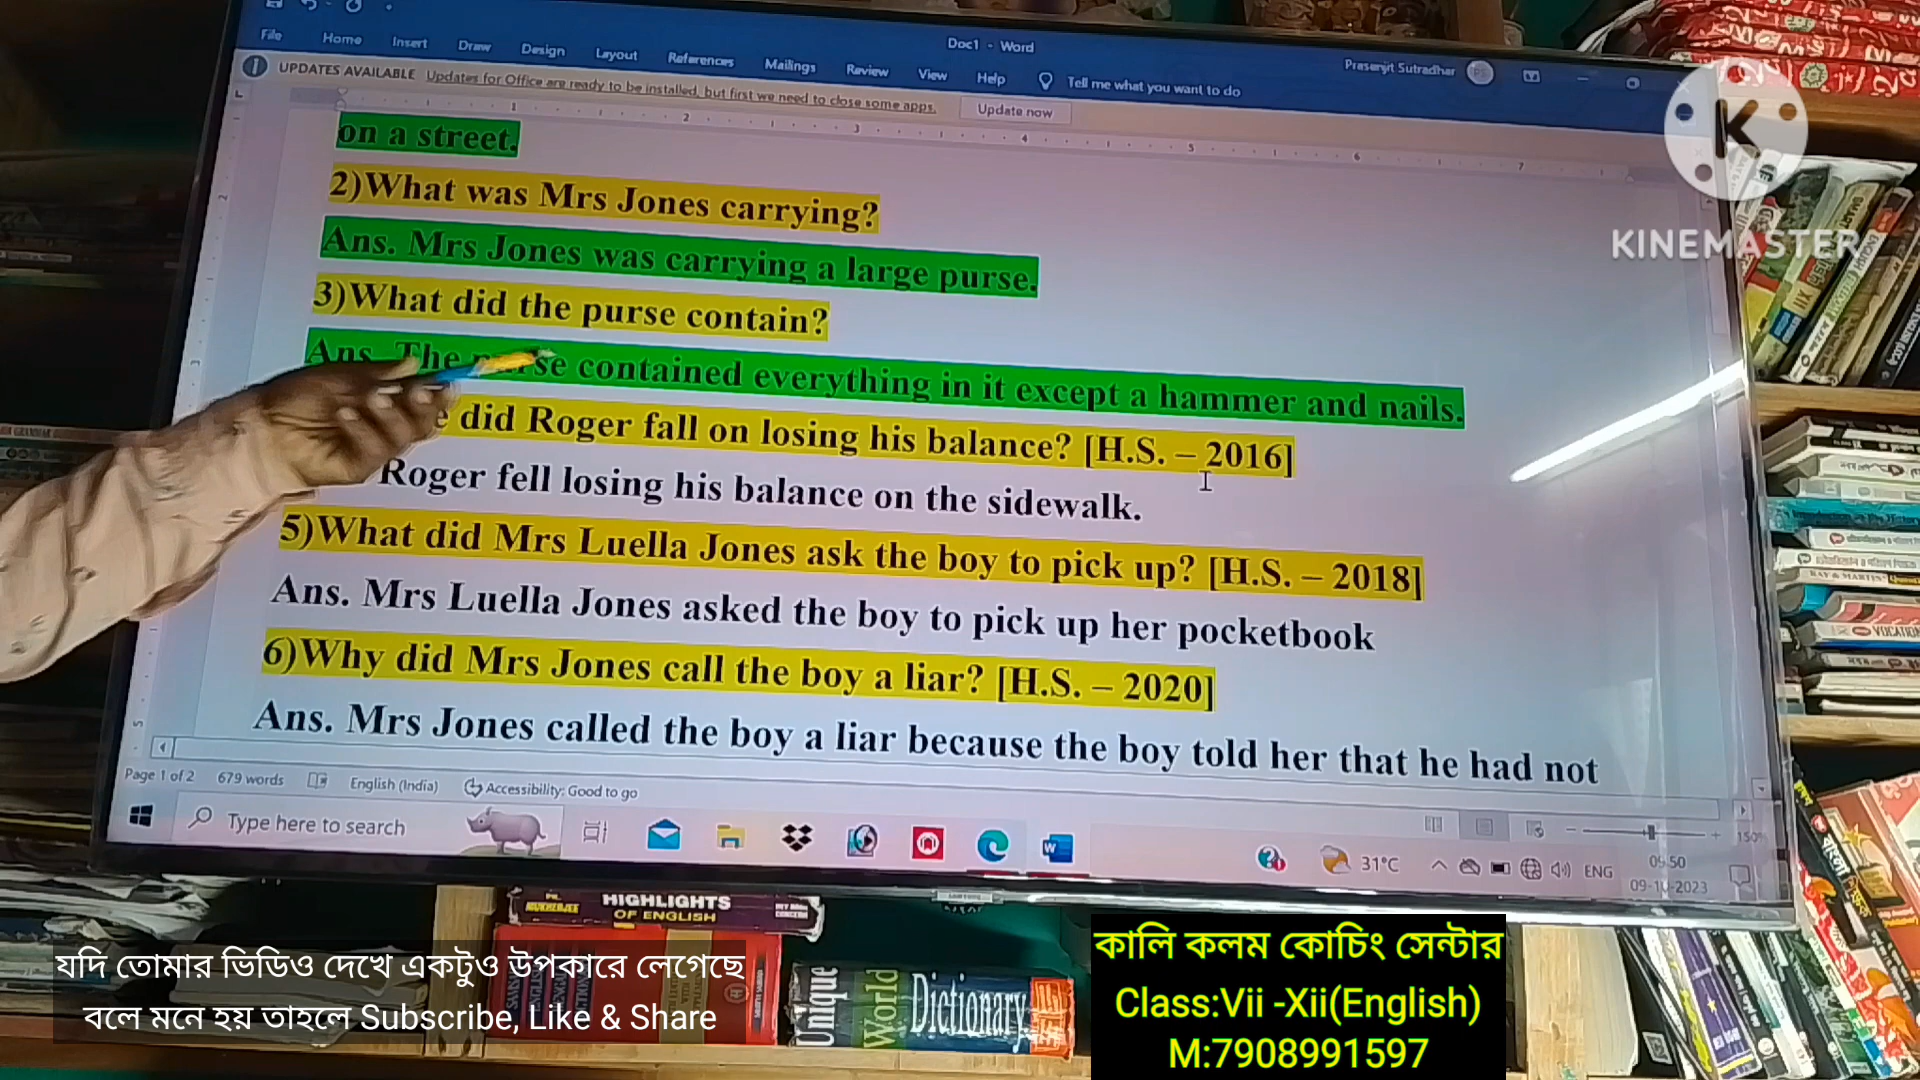 File Home Insert Draw Design Layout References Mailings Review View Help Tell me what you want to do
Doc1 - Word
Prasenjit Sutradhar
UPDATES AVAILABLE Updates for Office are ready to be installed, but first we need to close some apps. Update now
KINEMASTER
on a street.
2)What was Mrs Jones carrying?
Ans. Mrs Jones was carrying a large purse.
3)What did the purse contain?
Ans. The purse contained everything in it except a hammer and nails.
did Roger fall on losing his balance? [H.S. – 2016]
Roger fell losing his balance on the sidewalk.
5)What did Mrs Luella Jones ask the boy to pick up? [H.S. – 2018]
Ans. Mrs Luella Jones asked the boy to pick up her pocketbook
6)Why did Mrs Jones call the boy a liar? [H.S. – 2020]
Ans. Mrs Jones called the boy a liar because the boy told her that he had not
Page 1 of 2 679 words English (India) Accessibility: Good to go
150%
Type here to search
31°C ENG
09-10-2023
HIGHLIGHTS
OF ENGLISH
Unique
World
Dictionary
যদি তোমার ভিডিও দেখে একটুও উপকারে লেগেছে
বলে মনে হয় তাহলে Subscribe, Like & Share
কালি কলম কোচিং সেন্টার
Class:Vii -Xii(English)
M:7908991597